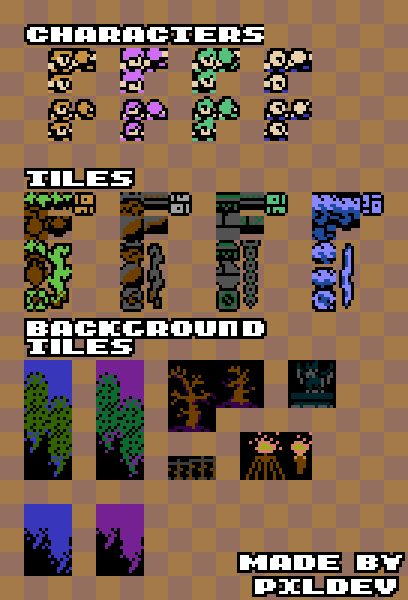 CHARACTERS
TILES
BACKGROUND
TILES
MADE BY
PXLDEV